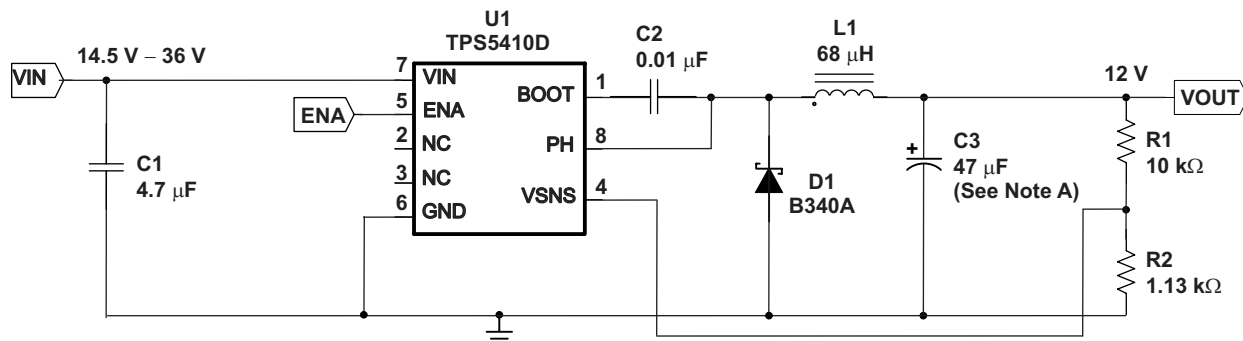 U1
TPS5410D
14.5 V – 36 V
VIN
7 VIN
ENA
5 ENA
2 NC
3 NC
6 GND
BOOT 1
PH 8
VSNS 4
C1
4.7 μF
C2
0.01 μF
L1
68 μH
D1
B340A
+
C3
47 μF
(See Note A)
12 V
VOUT
R1
10 kΩ
R2
1.13 kΩ